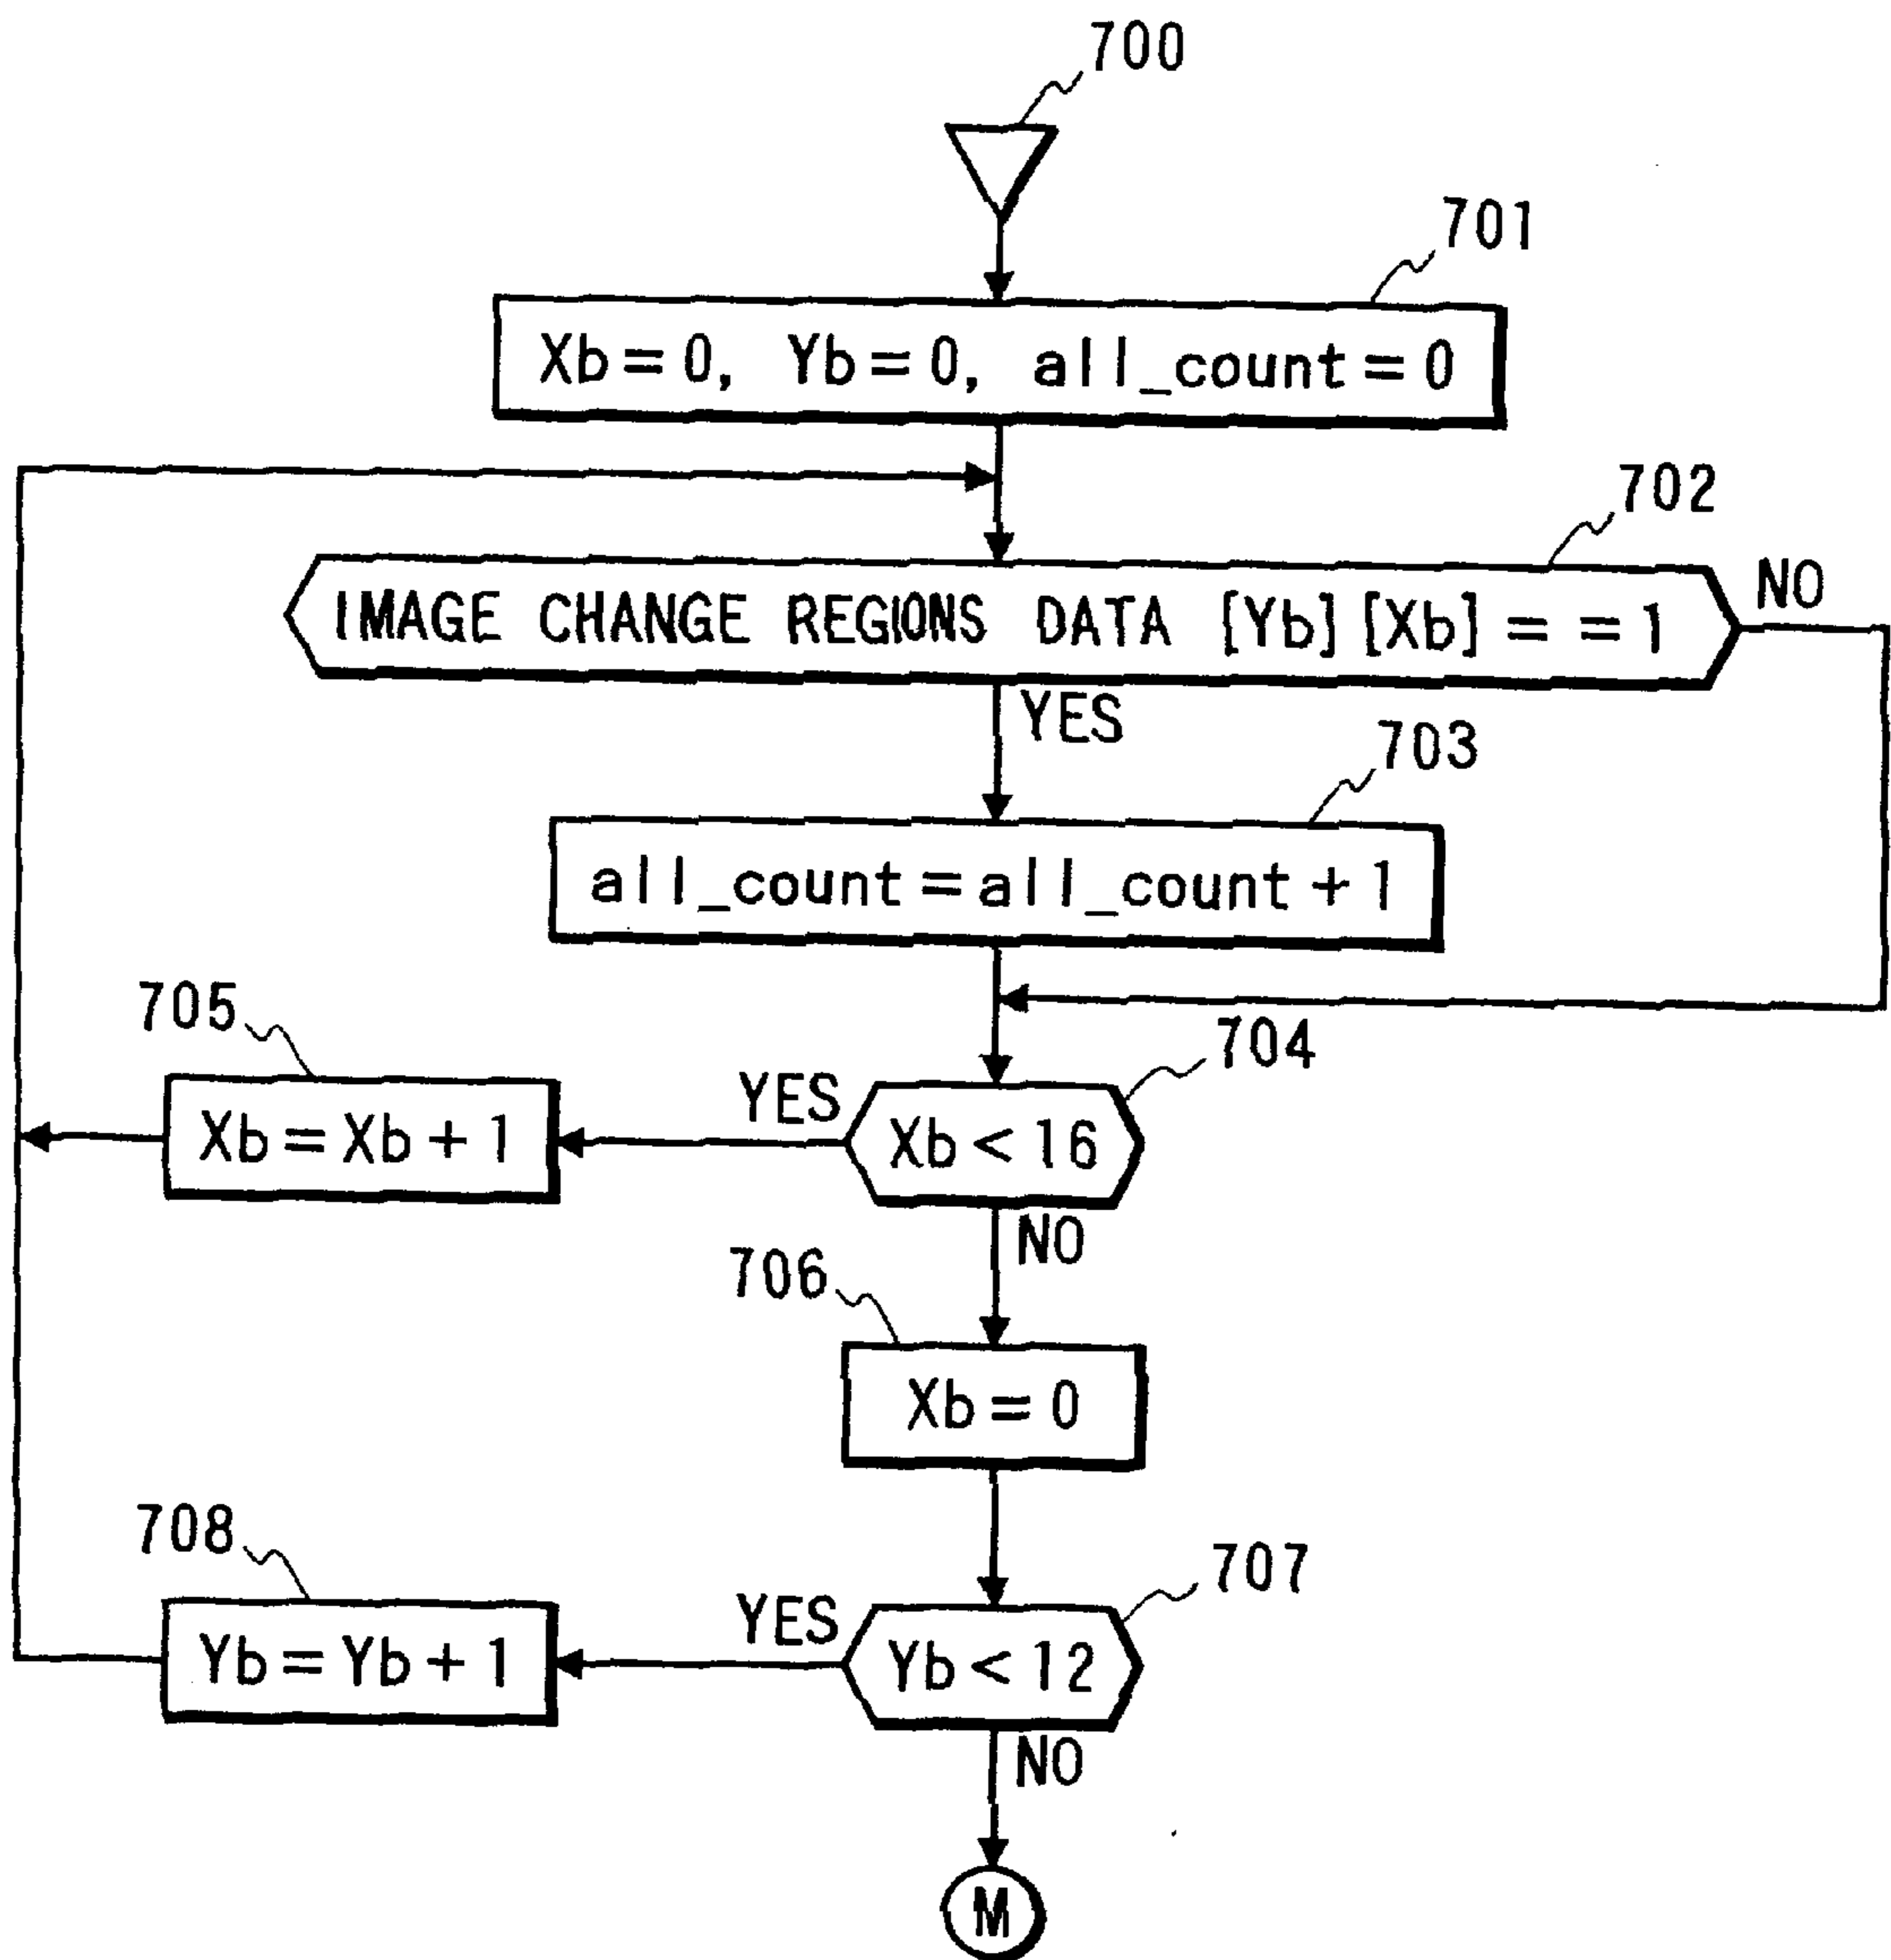 700
701
Xb=0, Yb=0, all_count=0
702
IMAGE CHANGE REGIONS DATA [Yb][Xb]==1
NO
YES
703
all_count=all_count+1
705
704
Xb=Xb+1
YES
Xb<16
NO
706
Xb=0
708
707
Yb=Yb+1
YES
Yb<12
NO
M